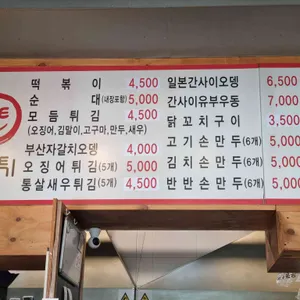 떡볶이 4,500
순대(새장포함) 5,000
모듬튀김 4,500
(오징어,김말이,고구마,만두,새우)
부산자갈치오뎅 4,000
오징어튀김(5개) 5,000
통살새우튀김(5개) 4,500
일본간사이오뎅 6,500
간사이유부우동 7,000
닭꼬치구이 3,500
고기손만두(6개) 5,000
김치손만두(6개) 5,000
반반손만두(6개) 5,000
튀